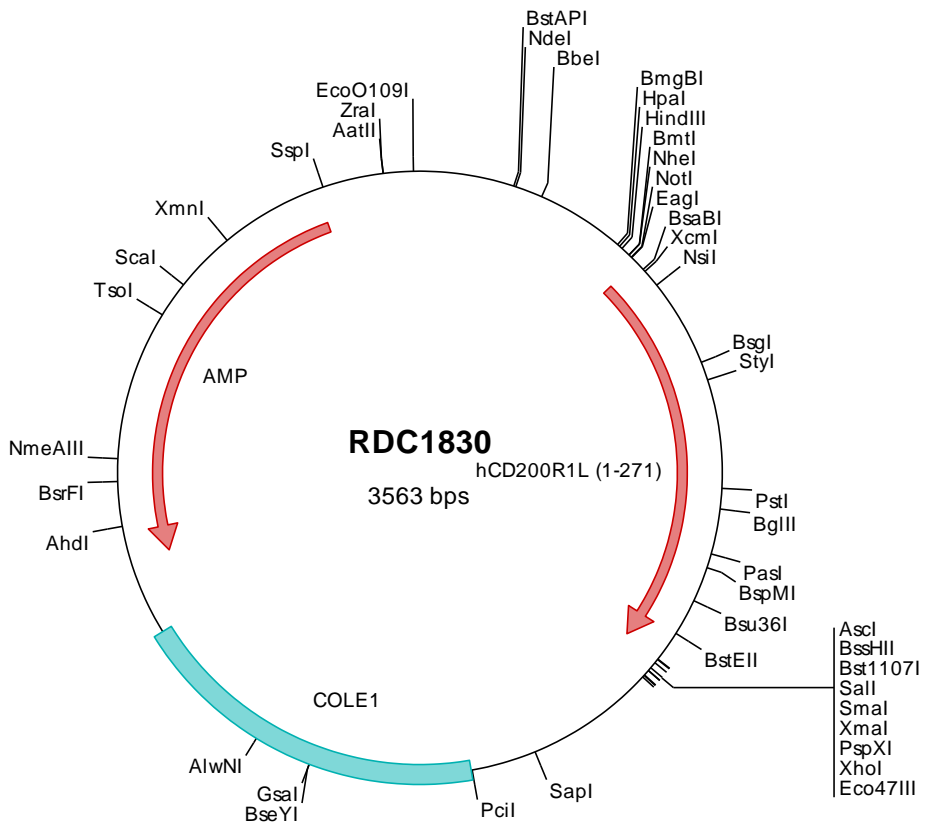 BstAPI
NdeI
BbeI
EcoO109I
ZraI
AatII
SspI
XmnI
ScaI
TsoI
NmeAIII
BsrFI
AhdI
BmgBI
HpaI
HindIII
BmtI
NheI
NotI
EagI
BsaBI
XcmI
NsiI
BsgI
StyI
AMP
RDC1830
3563 bps
hCD200R1L (1-271)
PstI
BglII
PasI
BspMI
Bsu36I
BstEII
AscI
BssHII
Bst1107I
SalI
SmaI
XmaI
PspXI
XhoI
Eco47III
COLE1
AlwNI
GsaI
BseYI
PciI
SapI